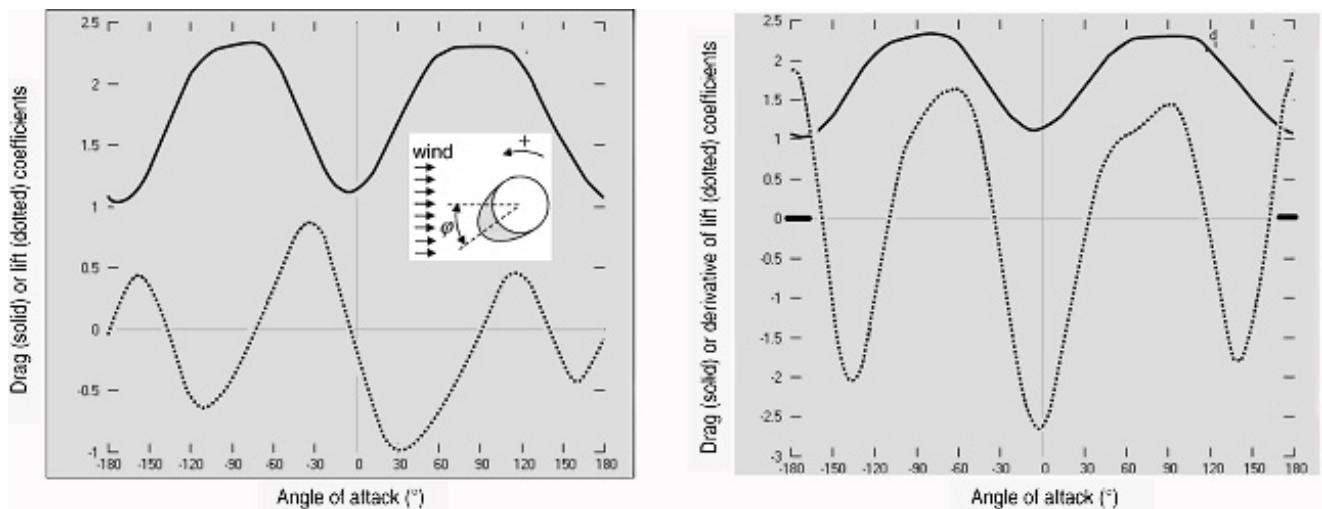 Drag (solid) or lift (dotted) coefficients
2.5
2
1.5
1
0.5
0
-0.5
-1
-180 -150 -120 -90 -60 -30 0 30 60 90 120 150 180
Angle of attack (°)
wind
+
φ
Drag (solid) or derivative of lift (dotted) coefficients
2.5
2
1.5
1
0.5
0
-0.5
-1
-1.5
-2
-2.5
-3
-180 -150 -120 -90 -60 -30 0 30 60 90 120 150 180
Angle of attack (°)
d